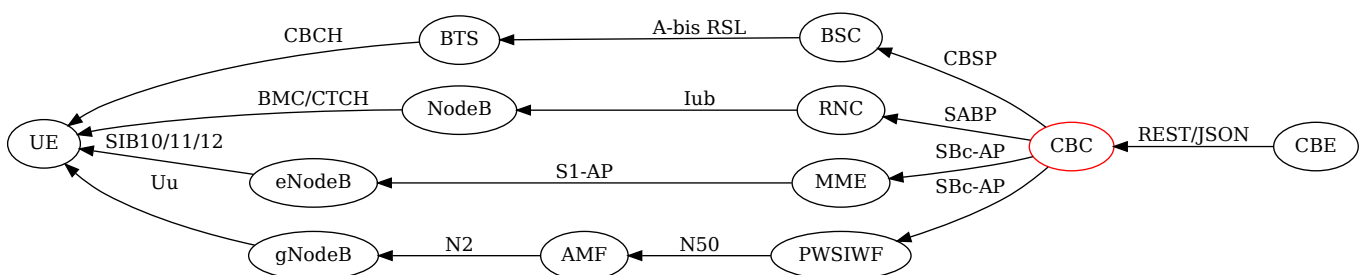 CBCH
BTS
A-bis RSL
BSC
CBSP
BMC/CTCH
NodeB
Iub
RNC
SABP
UE
SIB10/11/12
eNodeB
S1-AP
MME
SBc-AP
CBC
REST/JSON
CBE
Uu
gNodeB
N2
AMF
N50
PWSIWF
SBc-AP